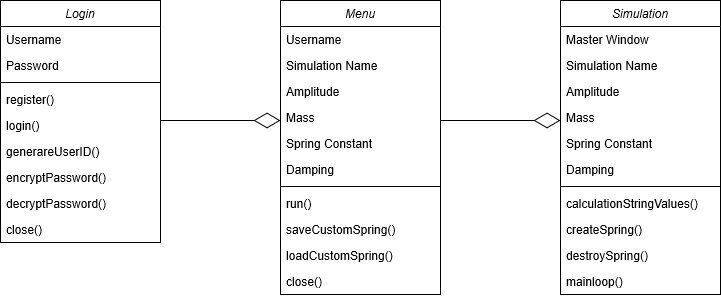 Login
Username
Password
register()
login()
generareUserID()
encryptPassword()
decryptPassword()
close()
Menu
Username
Simulation Name
Amplitude
Mass
Spring Constant
Damping
run()
saveCustomSpring()
loadCustomSpring()
close()
Simulation
Master Window
Simulation Name
Amplitude
Mass
Spring Constant
Damping
calculationStringValues()
createSpring()
destroySpring()
mainloop()